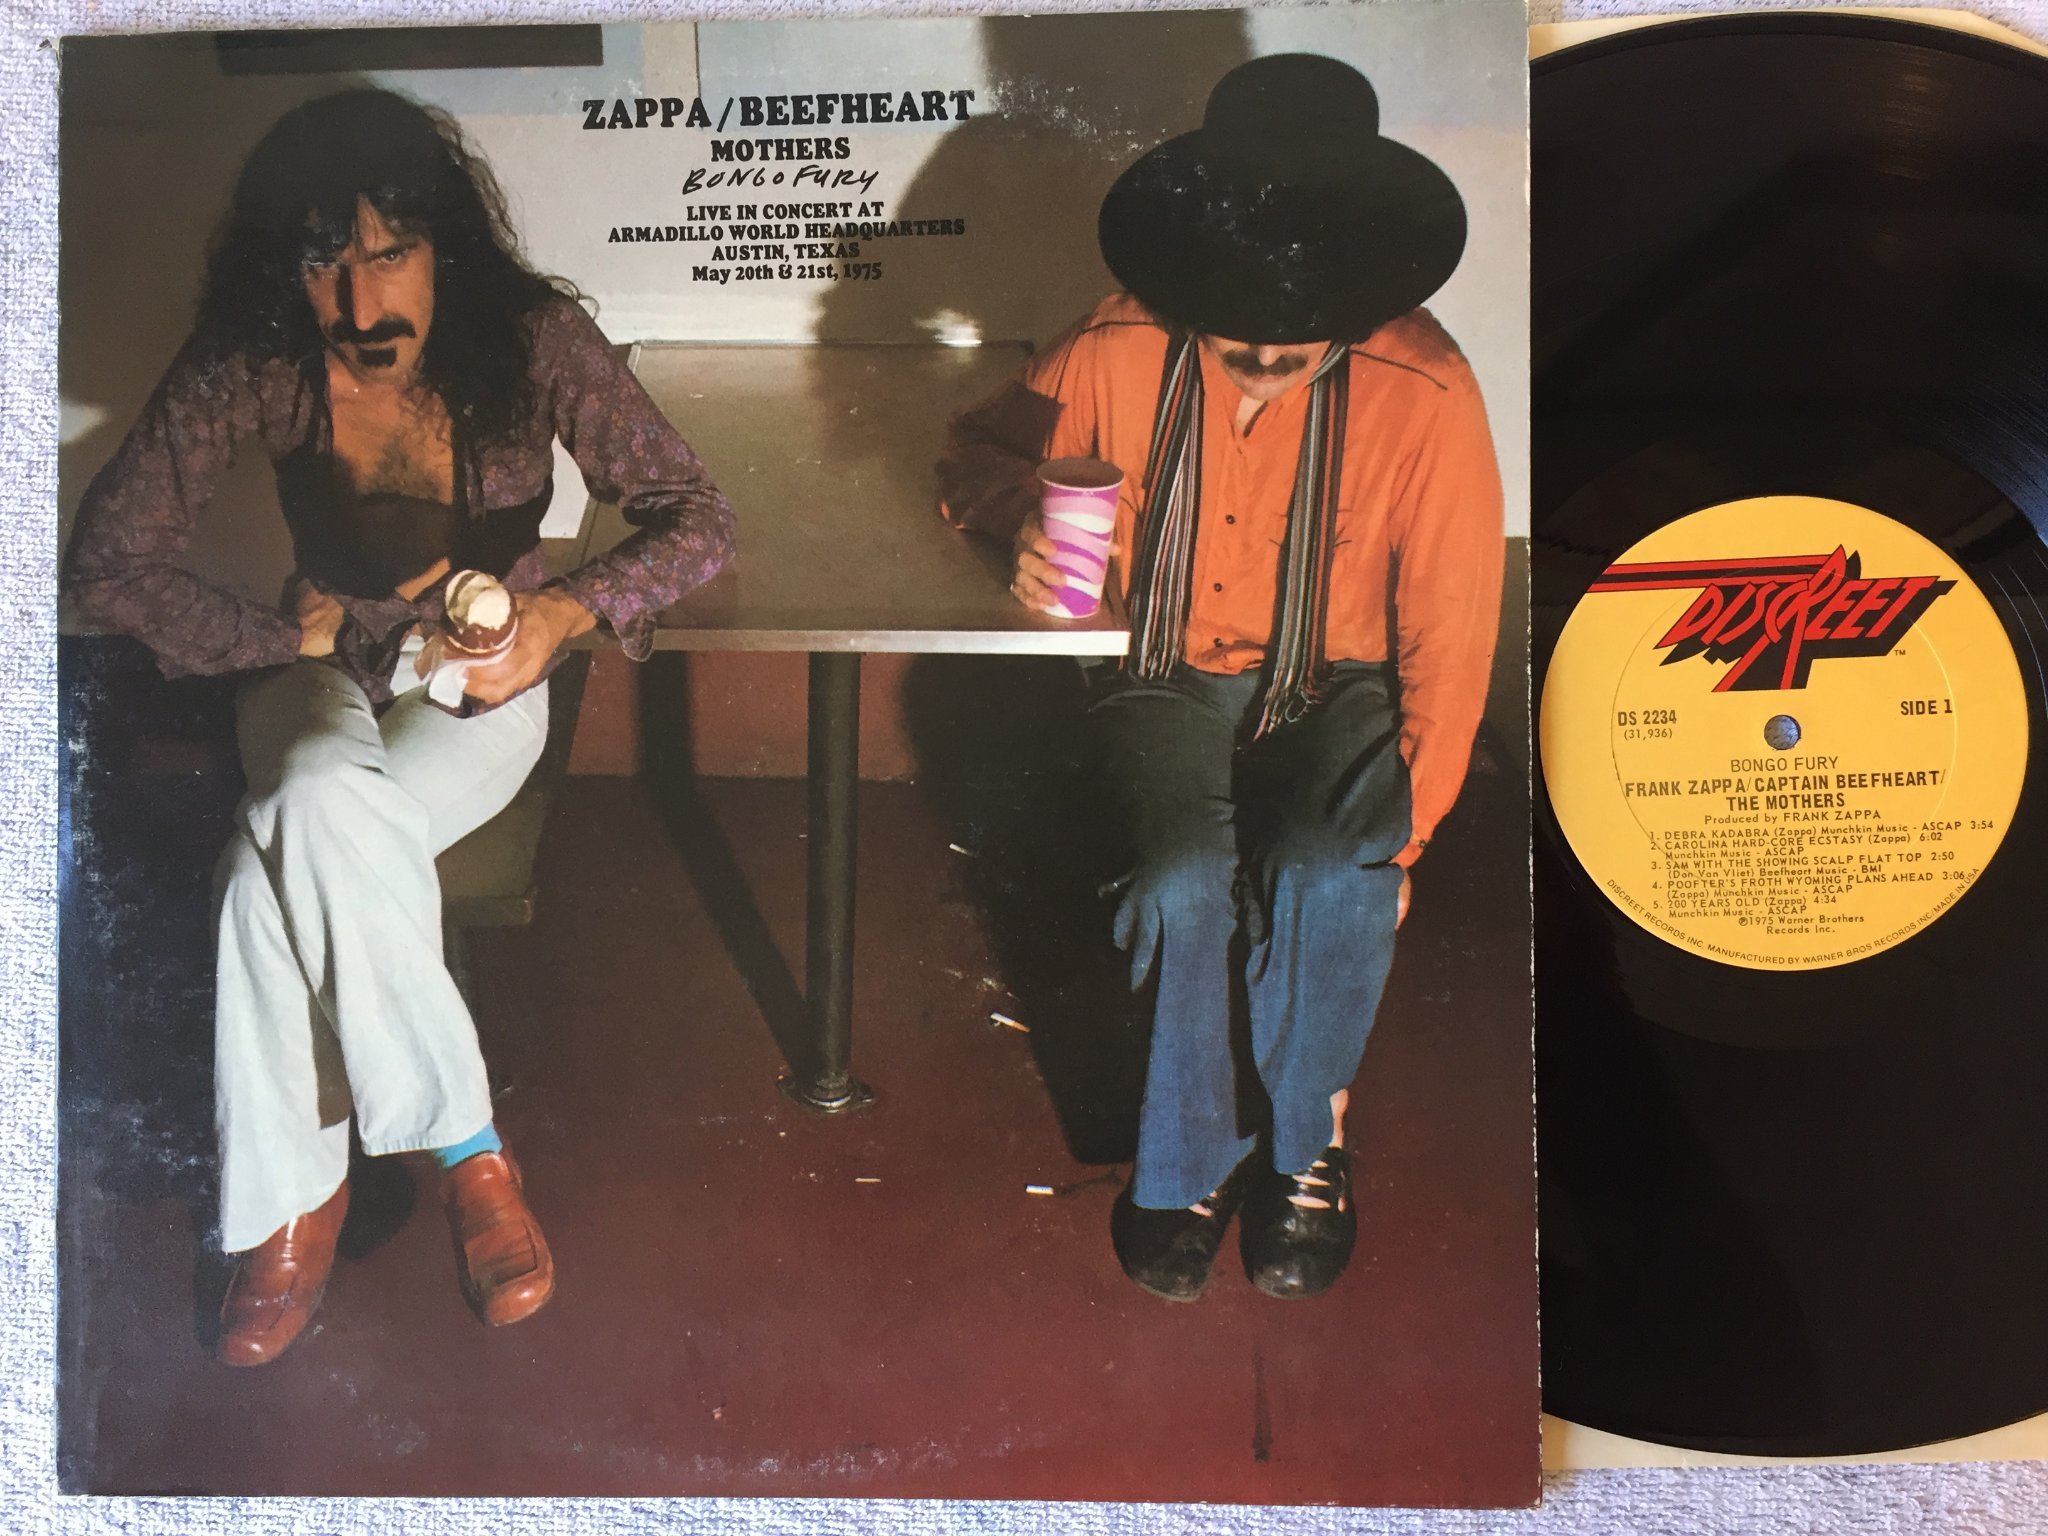 ZAPPA/BEEFHEART
MOTHERS
BONGO FURY
LIVE IN CONCERT AT
ARMADILLO WORLD HEADQUARTERS
AUSTIN, TEXAS
May 20th & 21st, 1975
DISCREET
TM
DS 2234
SIDE 1
(31,936)
BONGO FURY
FRANK ZAPPA/CAPTAIN BEEFHEART/
THE MOTHERS
Produced by FRANK ZAPPA
1. DEBRA KADABRA (Zappa) Munchkin Music - ASCAP 3:54
2. CAROLINA HARD-CORE ECSTASY (Zappa) 6:02
Munchkin Music - ASCAP
3. SAM WITH THE SHOWING SCALP FLAT TOP 2:50
(Don Van Vliet) Beefheart Music - BMI
4. POOFTER'S FROTH WYOMING PLANS AHEAD 3:06
(Zappa) Munchkin Music - ASCAP
5. 200 YEARS OLD (Zappa) 4:34
Munchkin Music - ASCAP
℗1975 Warner Brothers
Records Inc.
DISCREET RECORDS INC. MANUFACTURED BY WARNER BROS RECORDS INC/MADE IN USA